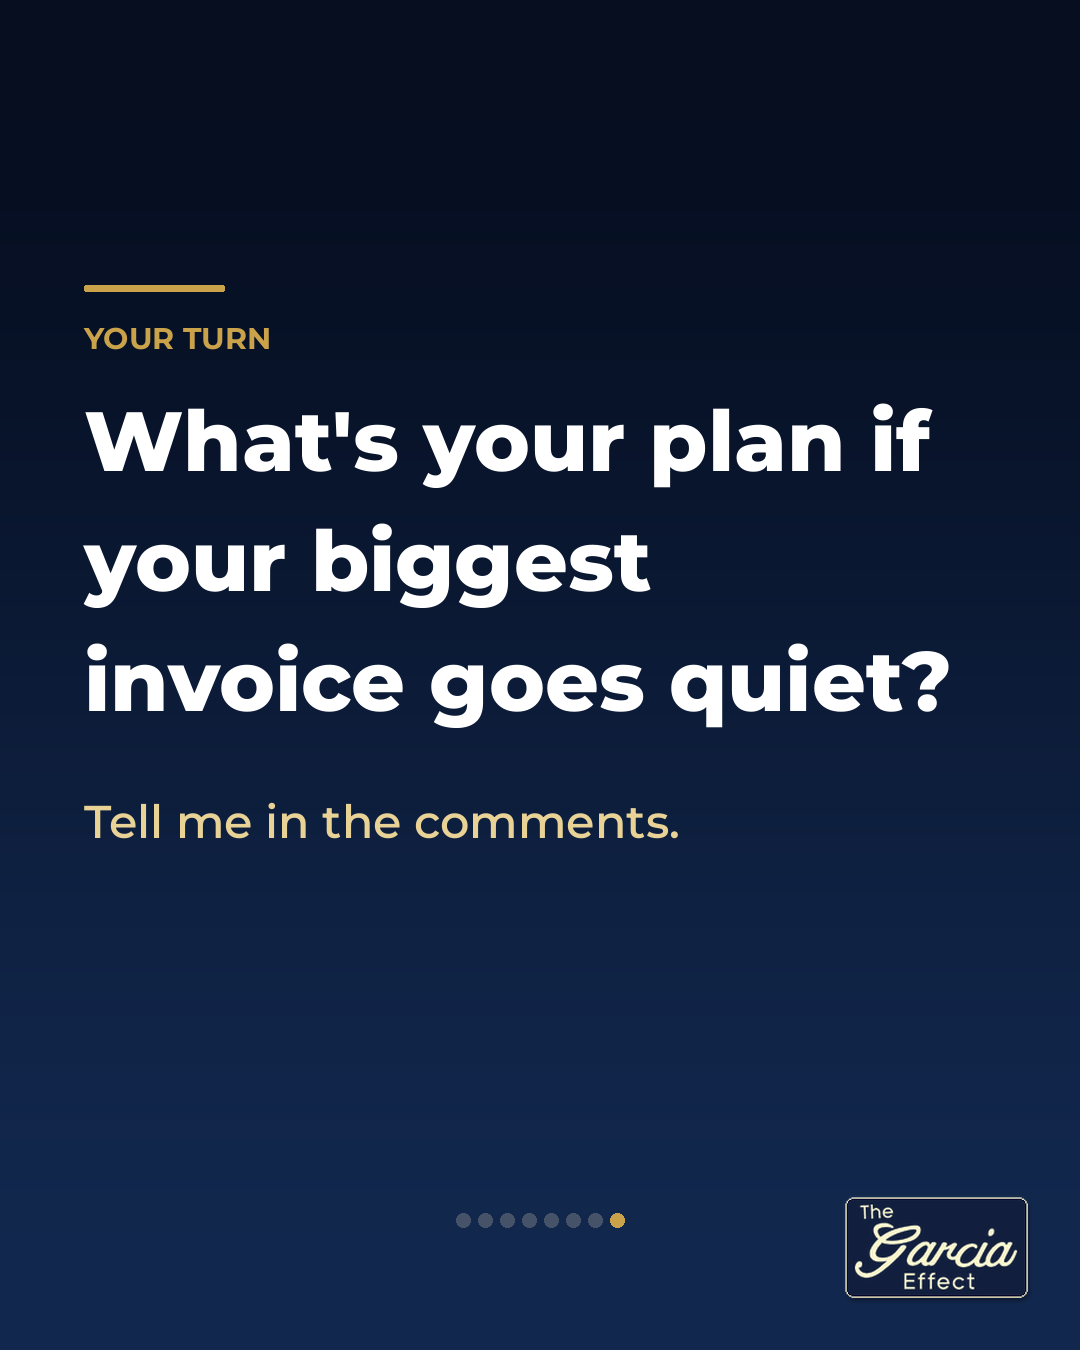 YOUR TURN
What's your plan if
your biggest
invoice goes quiet?
Tell me in the comments.
The
Garcia
Effect